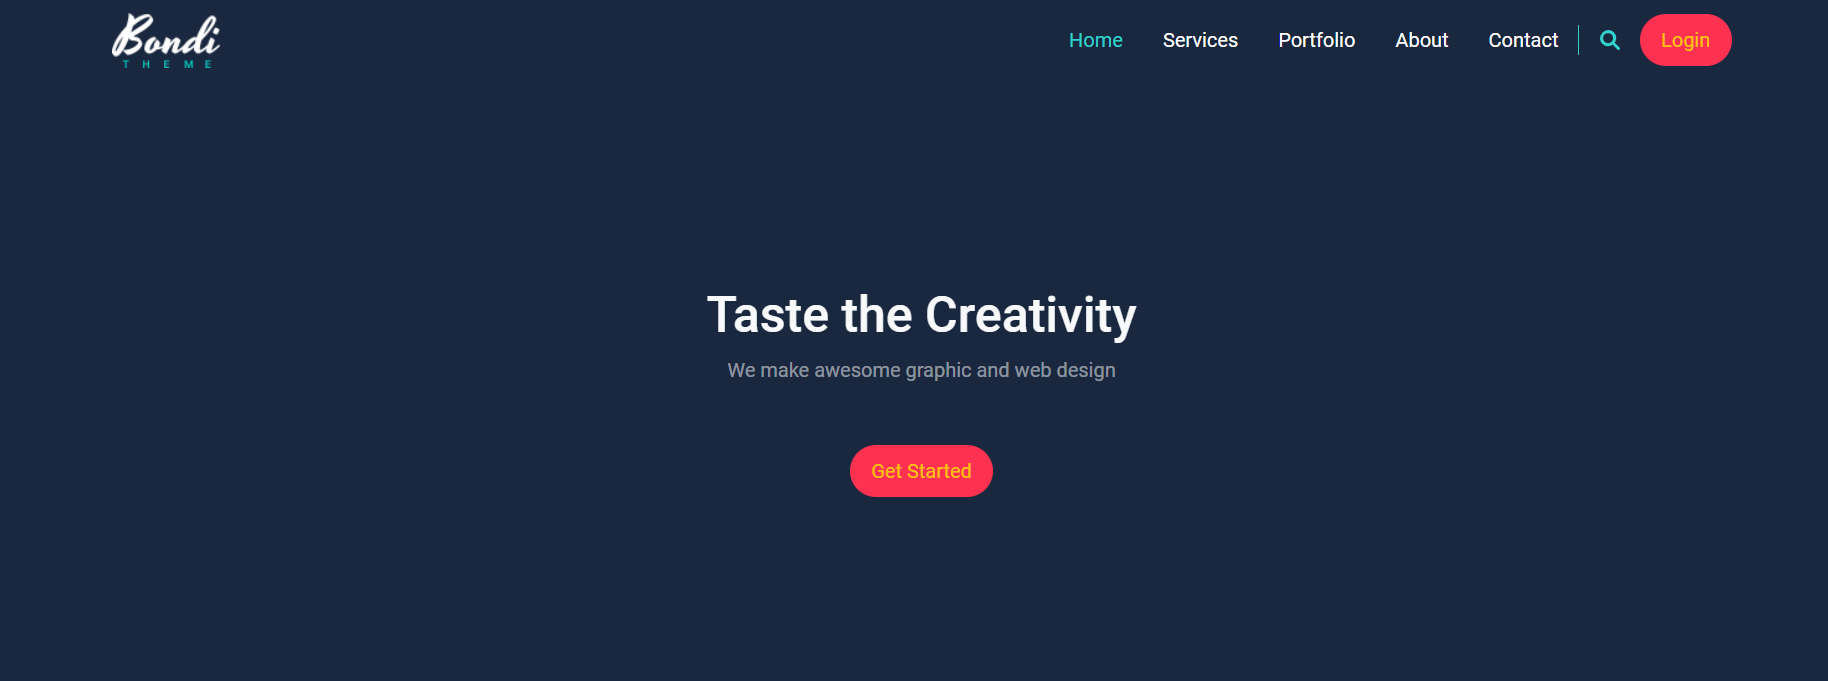 Bondi
THEME
Home Services Portfolio About Contact Login
Taste the Creativity
We make awesome graphic and web design
Get Started